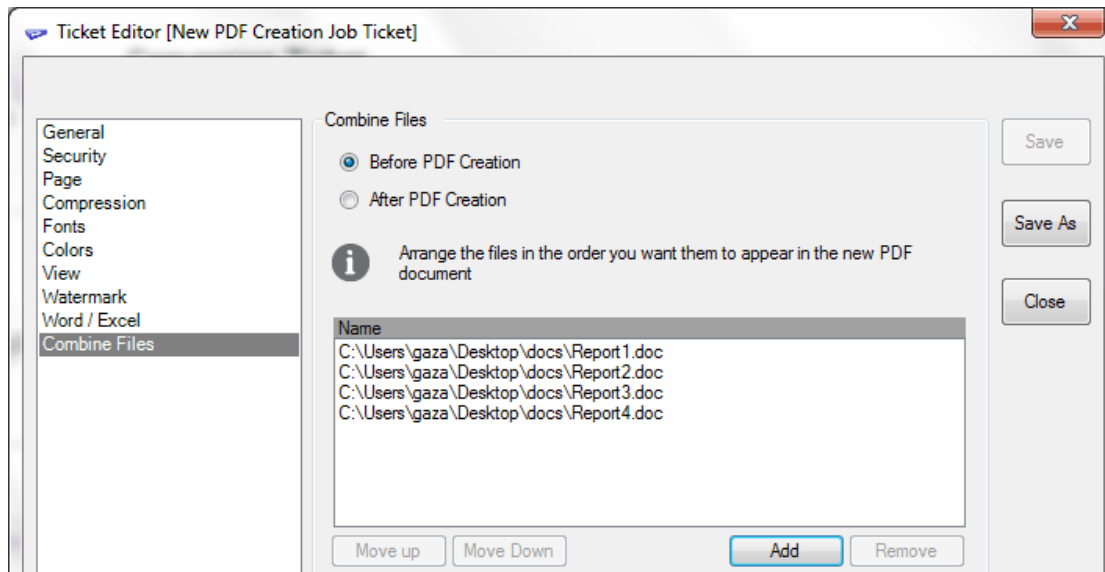 Ticket Editor [New PDF Creation Job Ticket]
General
Security
Page
Compression
Fonts
Colors
View
Watermark
Word / Excel
Combine Files
Combine Files
Before PDF Creation
After PDF Creation
Arrange the files in the order you want them to appear in the new PDF
document
Name
C:\Users\gaza\Desktop\docs\Report1.doc
C:\Users\gaza\Desktop\docs\Report2.doc
C:\Users\gaza\Desktop\docs\Report3.doc
C:\Users\gaza\Desktop\docs\Report4.doc
Move up
Move Down
Add
Remove
Save
Save As
Close